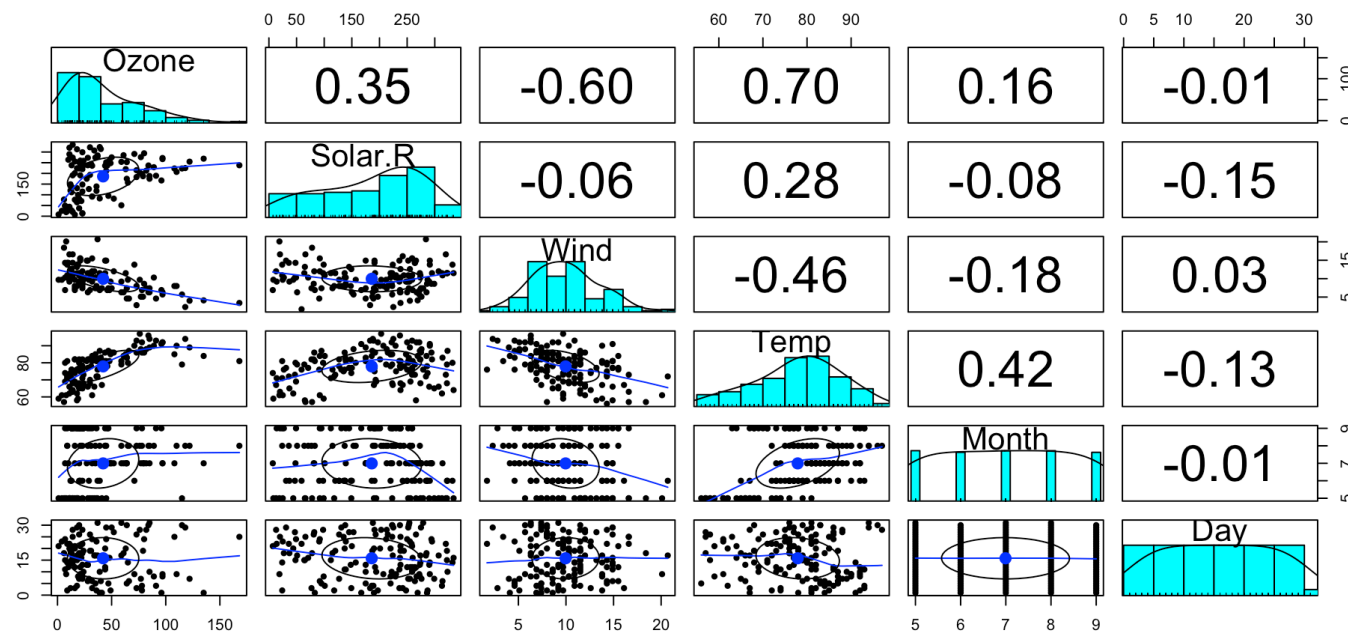 0 50 150 250 60 70 80 90 0 5 10 20 30
Ozone 0.35 -0.60 0.70 0.16 -0.01 0 100
150 0 Solar.R -0.06 0.28 -0.08 -0.15
Wind -0.46 -0.18 0.03 5 15
80 60 Temp 0.42 -0.13
Month -0.01 5 7 9
30 15 0 Day
0 50 100 150 5 10 15 20 5 6 7 8 9